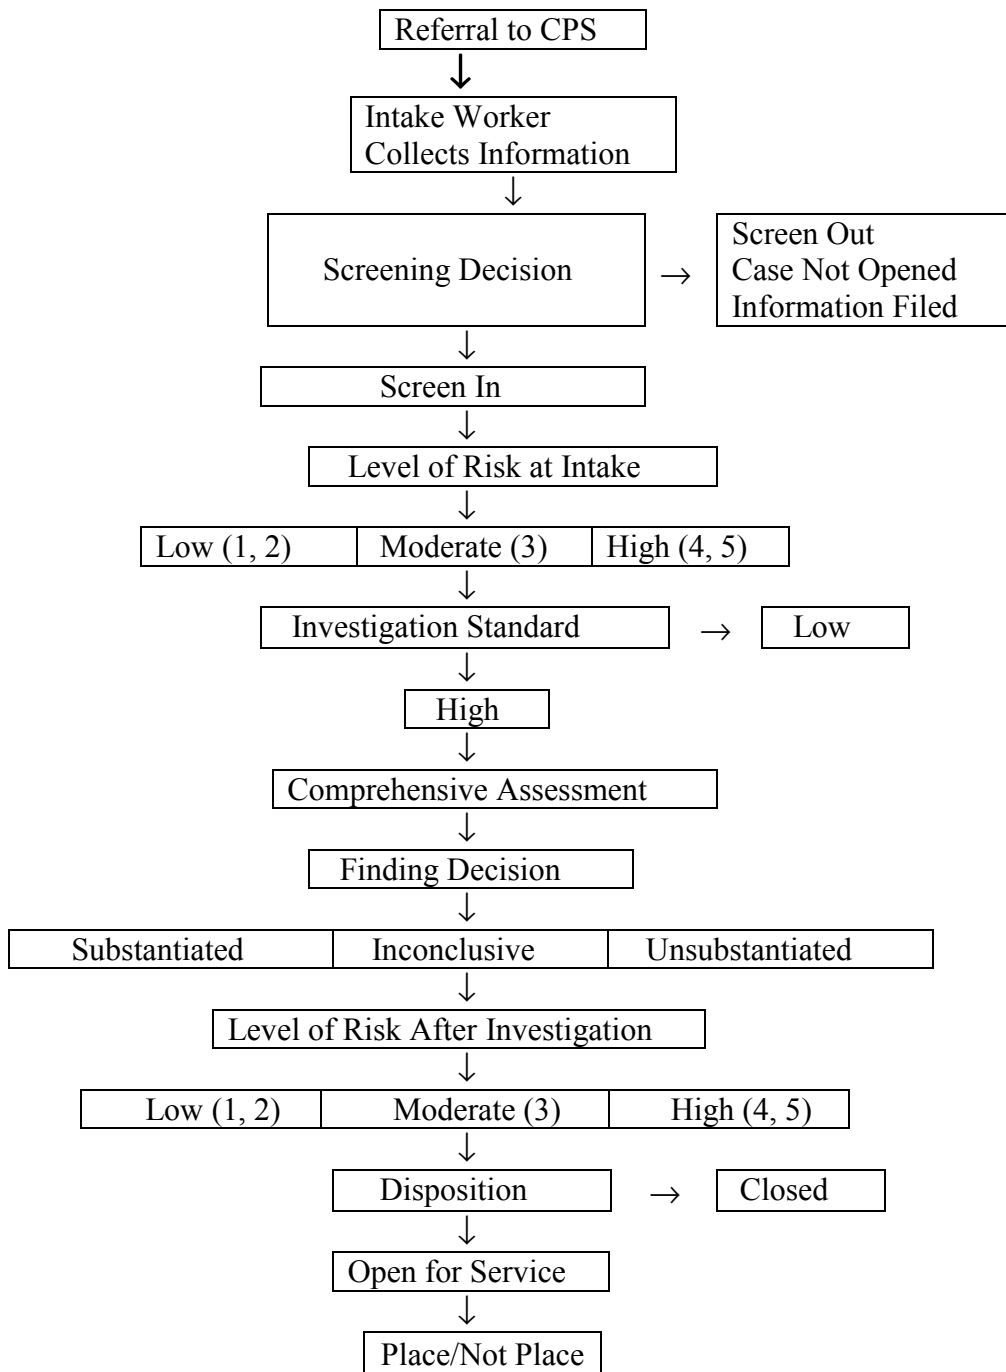 Referral to CPS
↓
Intake Worker
Collects Information
↓
Screening Decision
→
Screen Out
Case Not Opened
Information Filed
↓
Screen In
↓
Level of Risk at Intake
↓
Low (1, 2) Moderate (3) High (4, 5)
↓
Investigation Standard → Low
↓
High
↓
Comprehensive Assessment
↓
Finding Decision
↓
Substantiated Inconclusive Unsubstantiated
↓
Level of Risk After Investigation
↓
Low (1, 2) Moderate (3) High (4, 5)
↓
Disposition → Closed
↓
Open for Service
↓
Place/Not Place